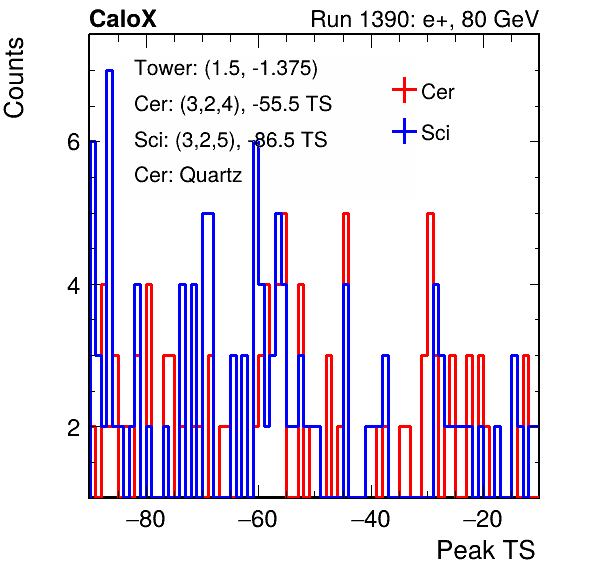 CaloX Run 1390: e+, 80 GeV
Counts
Tower: (1.5, -1.375)
Cer: (3,2,4), -55.5 TS
Sci: (3,2,5), -86.5 TS
Cer: Quartz
Cer
Sci
6
4
2
−80 −60 −40 −20
Peak TS